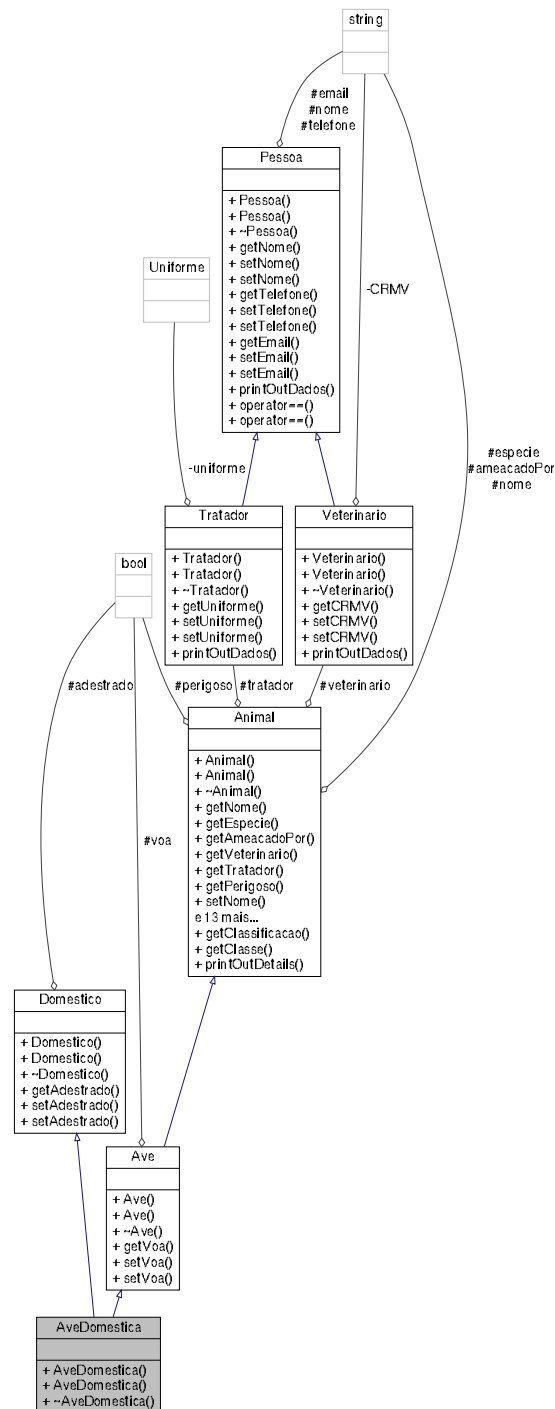 string
#email
#nome
#telefone
Pessoa
+ Pessoa()
+ Pessoa()
+ ~Pessoa()
+ getNome()
+ setNome()
+ setNome()
+ getTelefone()
+ setTelefone()
+ setTelefone()
+ getEmail()
+ setEmail()
+ setEmail()
+ printOutDados()
+ operator==()
+ operator==()
Uniforme
-CRMV
-uniforme
#especie
#ameacadoPor
#nome
Tratador
+ Tratador()
+ Tratador()
+ ~Tratador()
+ getUniforme()
+ setUniforme()
+ setUniforme()
+ printOutDados()
Veterinario
+ Veterinario()
+ Veterinario()
+ ~Veterinario()
+ getCRMV()
+ setCRMV()
+ setCRMV()
+ printOutDados()
bool
#adestrado
#perigoso
#tratador
#veterinario
Animal
+ Animal()
+ Animal()
+ ~Animal()
+ getNome()
+ getEspecie()
+ getAmeacadoPor()
+ getVeterinario()
+ getTratador()
+ getPerigoso()
+ setNome()
e 13 mais...
+ getClassificacao()
+ getClasse()
+ printOutDetails()
#voa
Domestico
+ Domestico()
+ Domestico()
+ ~Domestico()
+ getAdestrado()
+ setAdestrado()
+ setAdestrado()
Ave
+ Ave()
+ Ave()
+ ~Ave()
+ getVoa()
+ setVoa()
+ setVoa()
AveDomestica
+ AveDomestica()
+ AveDomestica()
+ ~AveDomestica()